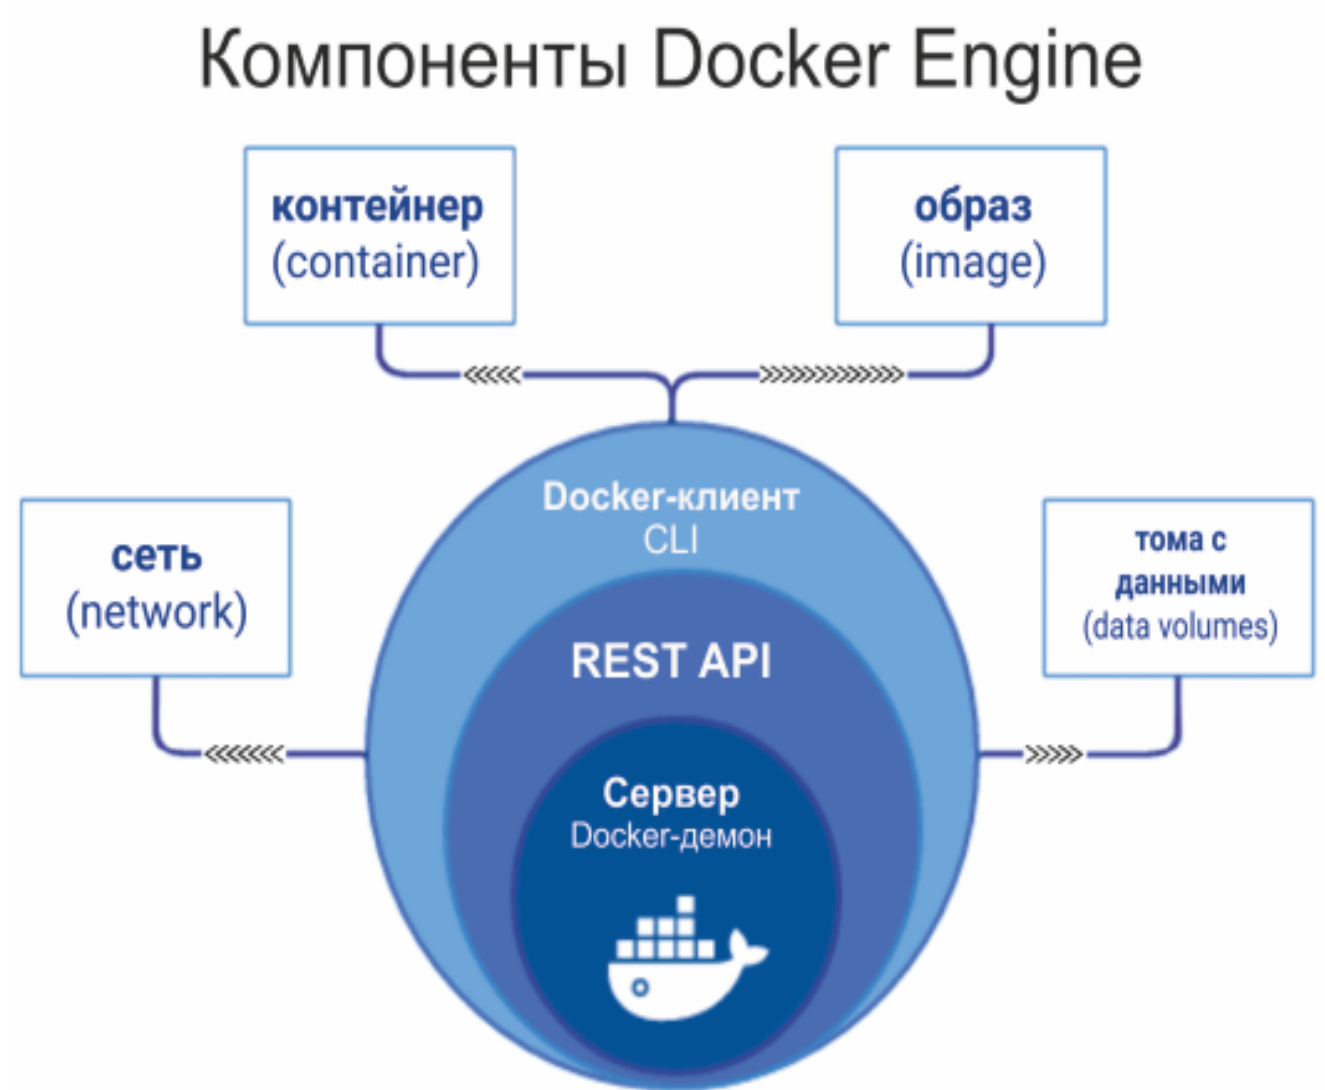 Компоненты Docker Engine
контейнер
(container)
образ
(image)
сеть
(network)
Docker-клиент
CLI
REST API
Сервер
Docker-демон
тома с
данными
(data volumes)